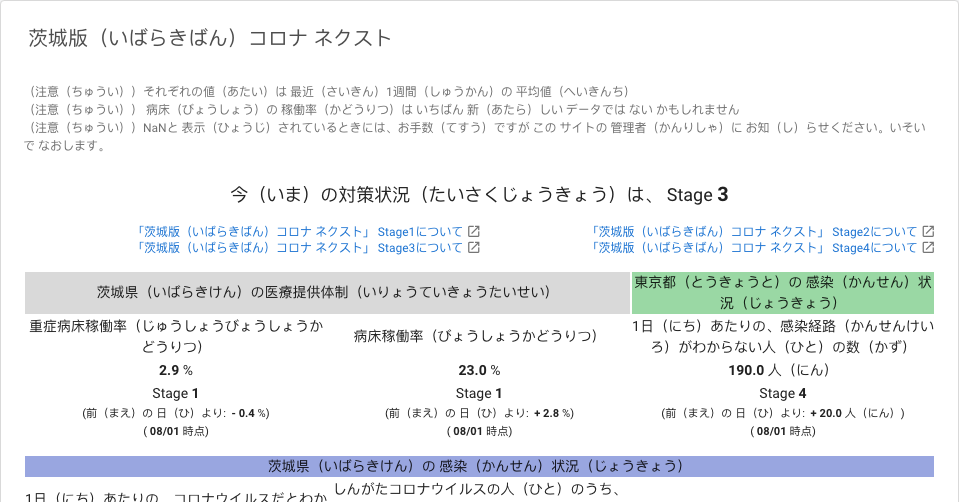 茨城版（いばらきばん）コロナ ネクスト
（注意（ちゅうい））それぞれの値（あたい）は 最近（さいきん）1週間（しゅうかん）の 平均値（へいきんち）
（注意（ちゅうい）） 病床（びょうしょう）の 稼働率（かどうりつ）は いちばん 新（あたら）しい データでは ない かもしれません
（注意（ちゅうい））NaNと 表示（ひょうじ）されているときには、お手数（てすう）ですが この サイトの 管理者（かんりしゃ）に お知（し）らせください。いそい
で なおします。
今（いま）の対策状況（たいさくじょうきょう）は、 Stage 3
「茨城版（いばらきばん）コロナ ネクスト」 Stage1について
「茨城版（いばらきばん）コロナ ネクスト」 Stage2について
「茨城版（いばらきばん）コロナ ネクスト」 Stage3について
「茨城版（いばらきばん）コロナ ネクスト」 Stage4について
茨城県（いばらきけん）の医療提供体制（いりょうていきょうたいせい）
東京都（とうきょうと）の 感染（かんせん）状
況（じょうきょう）
重症病床稼働率（じゅうしょうびょうしょうか
どうりつ）
2.9 %
Stage 1
(前（まえ）の 日（ひ）より: - 0.4 %)
( 08/01 時点)
病床稼働率（びょうしょうかどうりつ）
23.0 %
Stage 1
(前（まえ）の 日（ひ）より: + 2.8 %)
( 08/01 時点)
1日（にち）あたりの、感染経路（かんせんけい
ろ）がわからない人（ひと）の数（かず）
190.0 人（にん）
Stage 4
(前（まえ）の 日（ひ）より: + 20.0 人（にん）)
( 08/01 時点)
茨城県（いばらきけん）の 感染（かんせん）状況（じょうきょう）
1日（にち）あたりの、コロナウイルスだとわか
しんがたコロナウイルスの人（ひと）のうち、